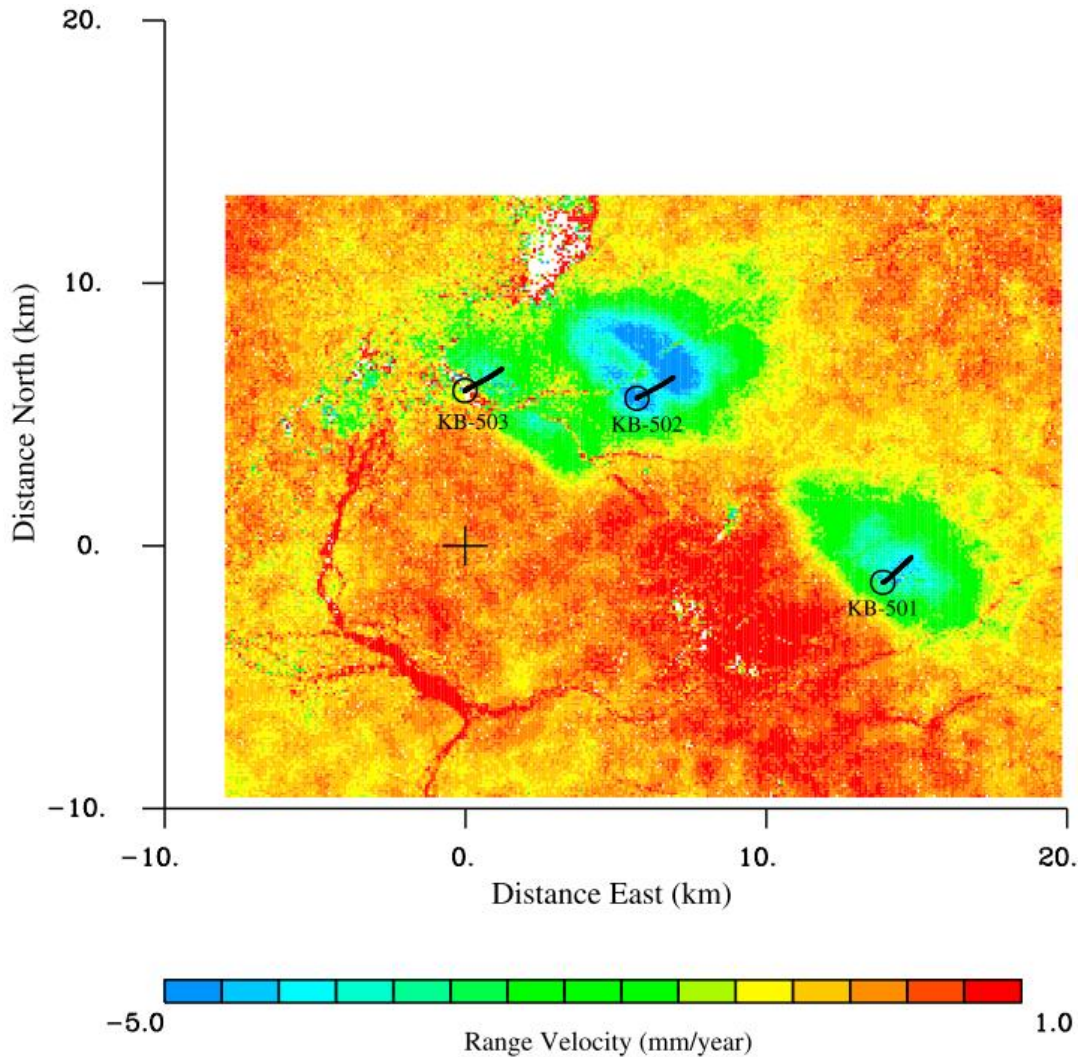 20.
10.
0.
-10.
Distance North (km)
KB-503
KB-502
KB-501
-10.
0.
10.
20.
Distance East (km)
-5.0
1.0
Range Velocity (mm/year)